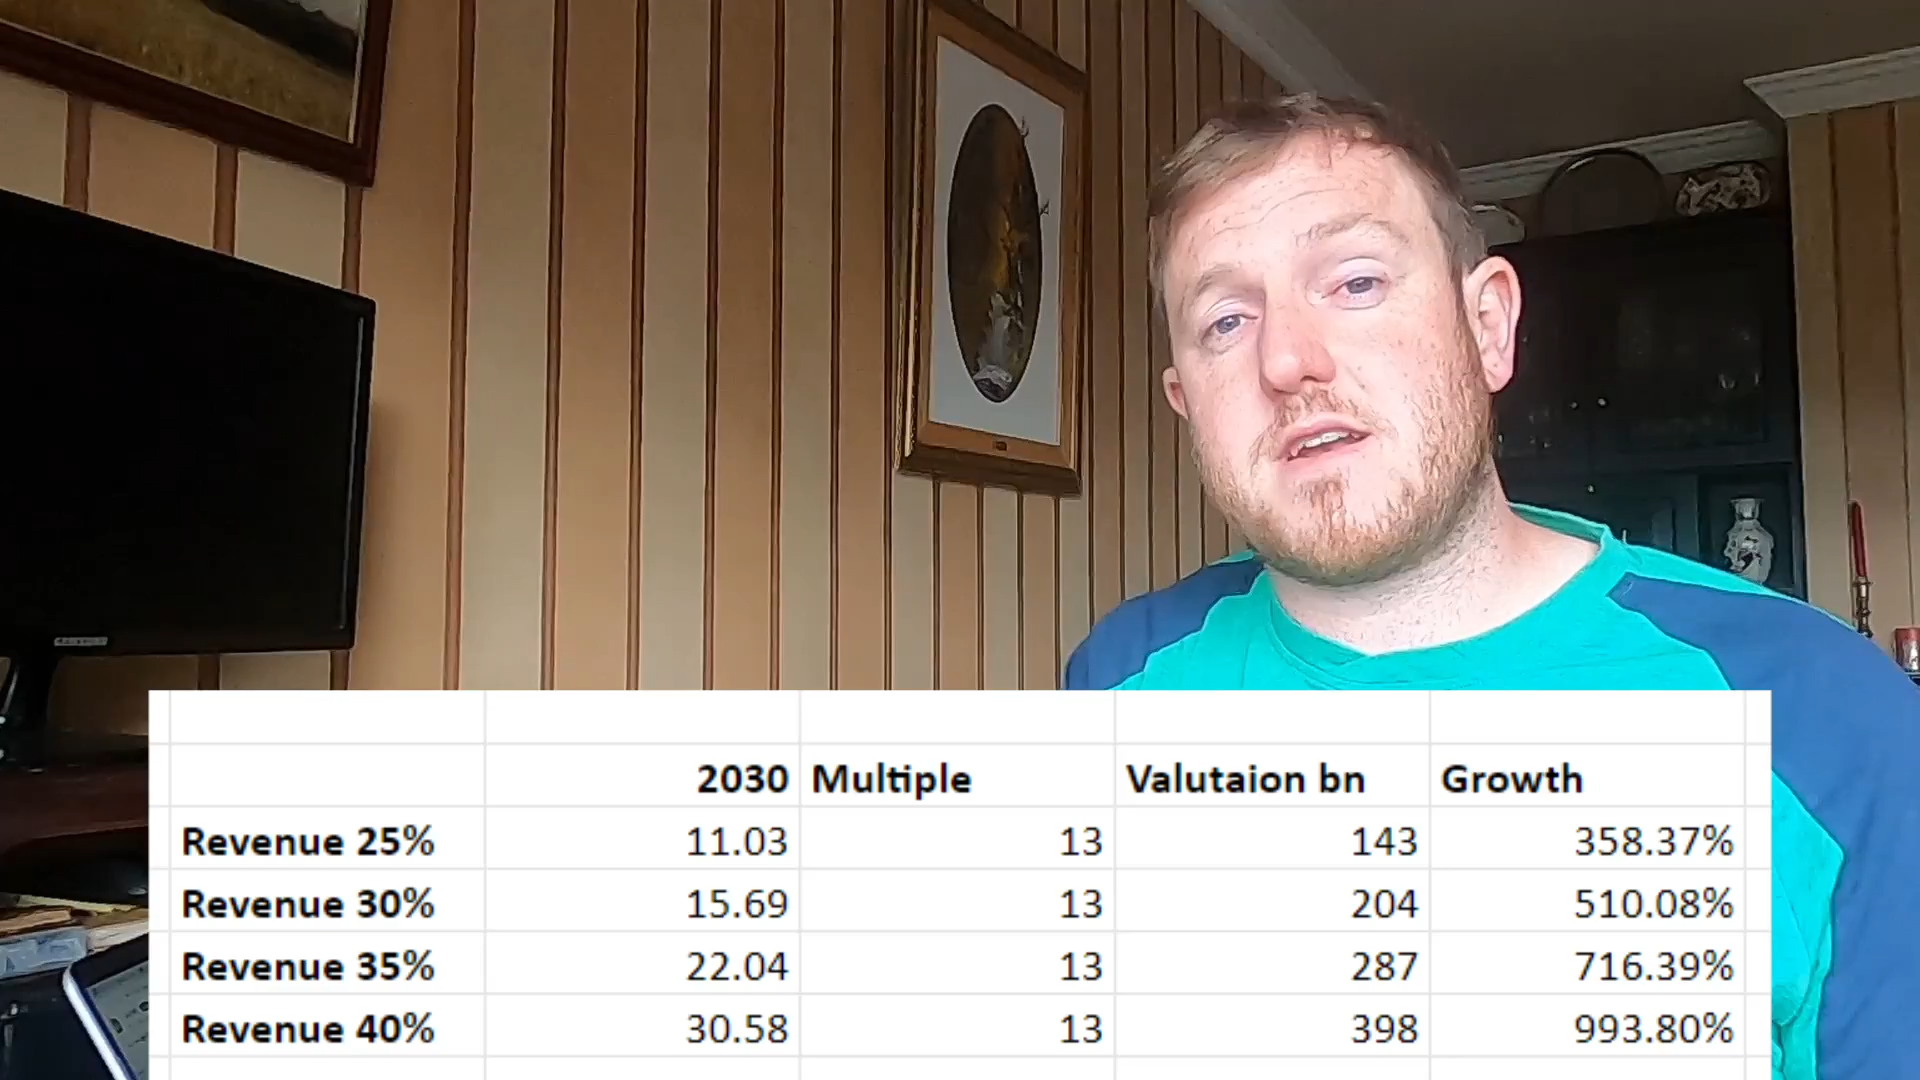 2030 Multiple Valutaion bn Growth
Revenue 25% 11.03 13 143 358.37%
Revenue 30% 15.69 13 204 510.08%
Revenue 35% 22.04 13 287 716.39%
Revenue 40% 30.58 13 398 993.80%